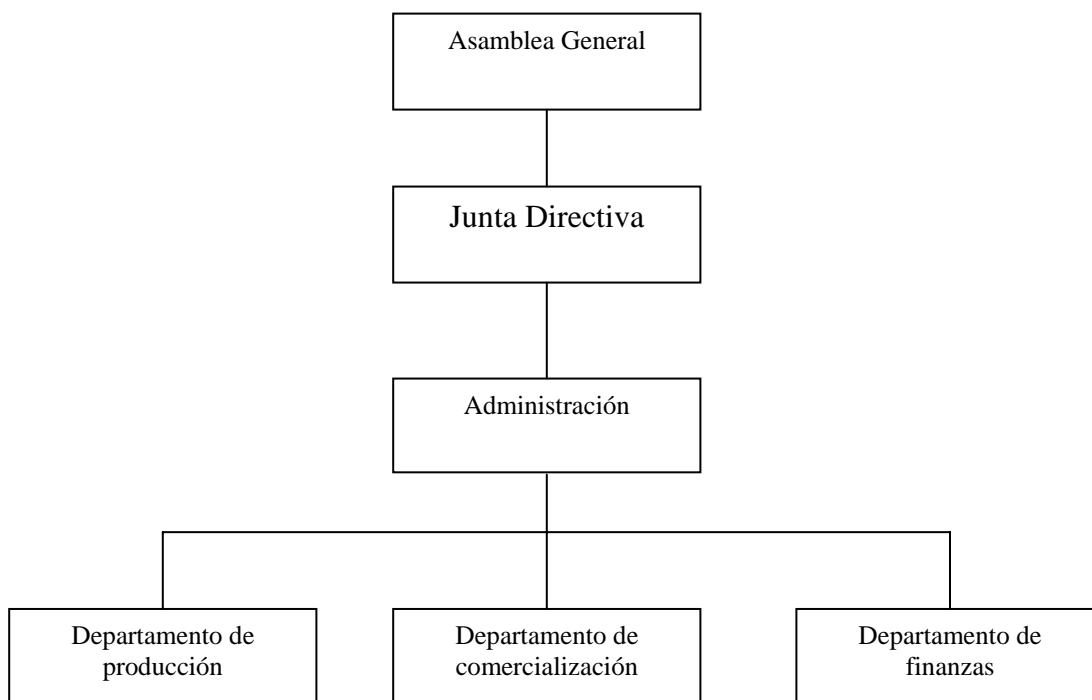 Asamblea General
Junta Directiva
Administración
Departamento de
producción
Departamento de
comercialización
Departamento de
finanzas